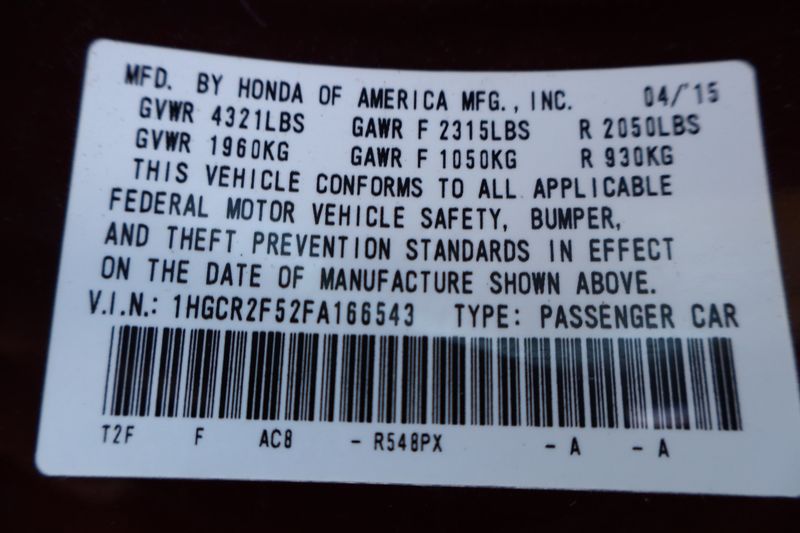 MFD. BY HONDA OF AMERICA MFG., INC. 04/15
GVWR 4321LBS GAWR F 2315LBS R 2050LBS
GVWR 1960KG GAWR F 1050KG R 930KG
THIS VEHICLE CONFORMS TO ALL APPLICABLE
FEDERAL MOTOR VEHICLE SAFETY, BUMPER,
AND THEFT PREVENTION STANDARDS IN EFFECT
ON THE DATE OF MANUFACTURE SHOWN ABOVE.
V.I.N.: 1HGCR2F52FA166543 TYPE: PASSENGER CAR
T2F F AC8 - R548PX - A - A